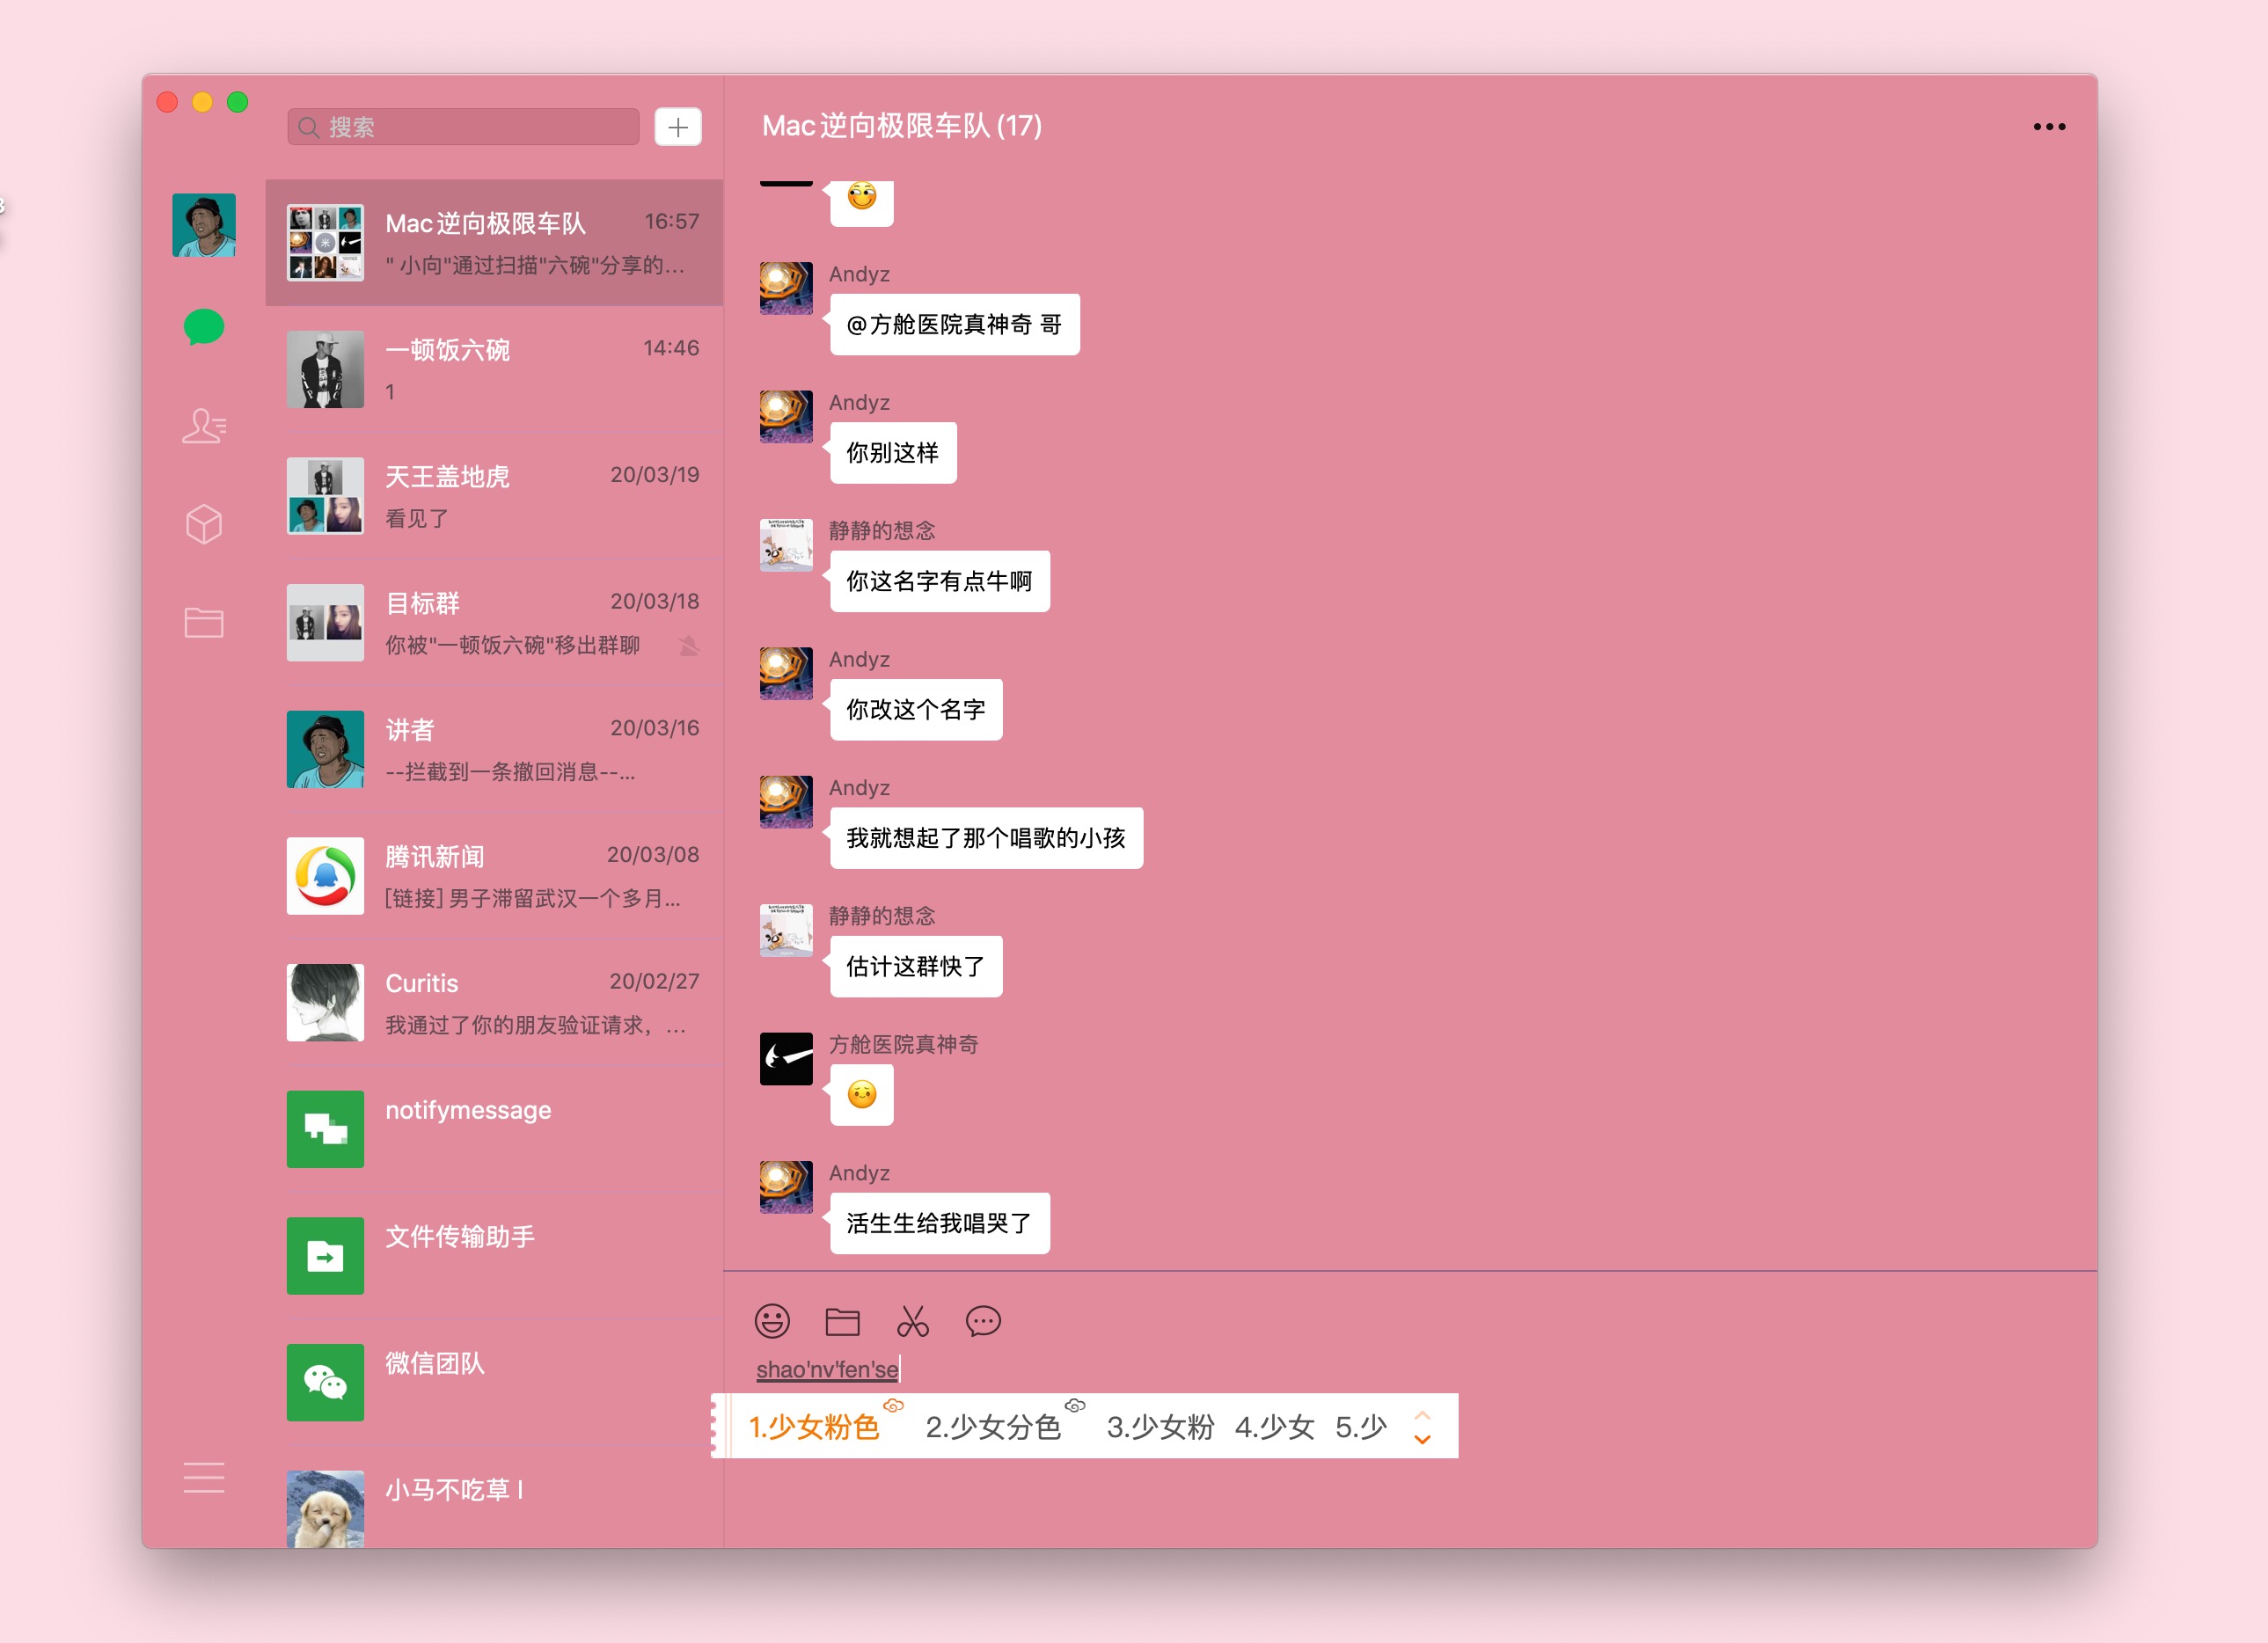 搜索
Mac逆向极限车队
16:57
" 小向"通过扫描"六碗"分享的...
一顿饭六碗
14:46
1
天王盖地虎
20/03/19
看见了
目标群
20/03/18
你被"一顿饭六碗"移出群聊
讲者
20/03/16
--拦截到一条撤回消息--...
腾讯新闻
20/03/08
[链接] 男子滞留武汉一个多月...
Curitis
20/02/27
我通过了你的朋友验证请求，...
notifymessage
文件传输助手
微信团队
小马不吃草 l
Mac逆向极限车队(17)
Andyz
@方舱医院真神奇 哥
Andyz
你别这样
静静的想念
你这名字有点牛啊
Andyz
你改这个名字
Andyz
我就想起了那个唱歌的小孩
静静的想念
估计这群快了
方舱医院真神奇
Andyz
活生生给我唱哭了
shao'nv'fen'se
1.少女粉色 2.少女分色 3.少女粉 4.少女 5.少